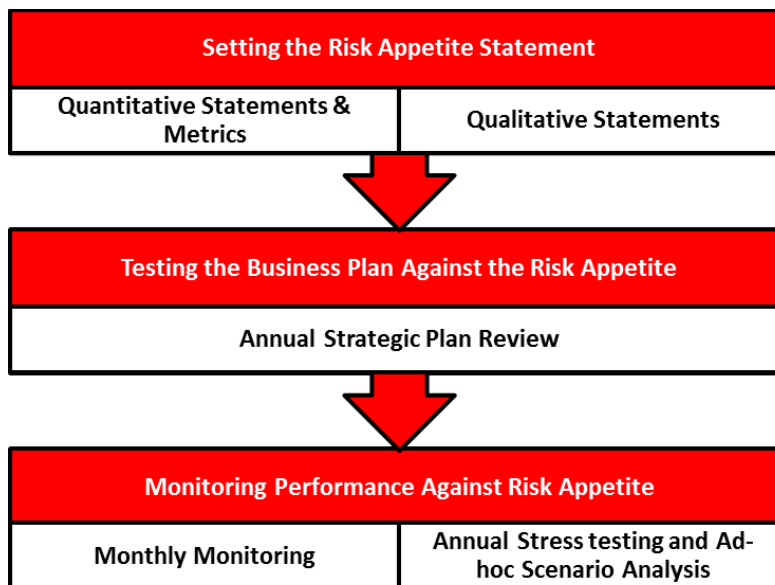 Setting the Risk Appetite Statement
Quantitative Statements &
Metrics
Qualitative Statements
Testing the Business Plan Against the Risk Appetite
Annual Strategic Plan Review
Monitoring Performance Against Risk Appetite
Monthly Monitoring
Annual Stress testing and Ad-
hoc Scenario Analysis